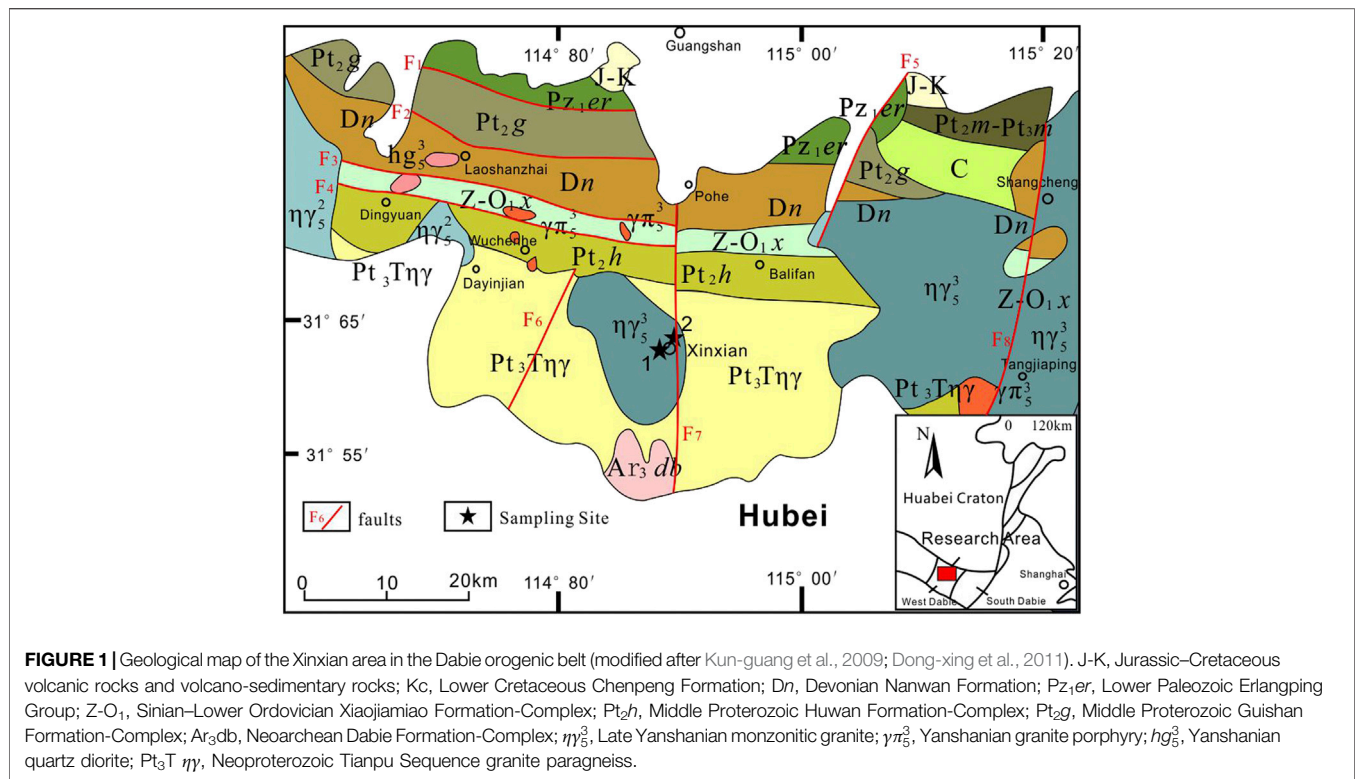 114° 80′
Guangshan
115° 00′
115° 20′
Pt₂g
F₁
J-K
F₅
J-K
Pz₁er
Pz₁er
Dn
F₂
Pt₂g
Pz₁er
Pt₂m-Pt₃m
hg₅³
Laoshanzhai
C
F₃
Dn
Pt₂g
Shangcheng
F₄
Pohe
Z-O₁x
Dn
Dn
Dn
Dingyuan
ηγ₅²
ηγ₅²
γπ₅³
γπ₅³
Z-O₁x
Wuchenhe
Pt₂h
Pt₂h
Balifan
Pt₃Tηγ
Dayinjian
ηγ₅³
Z-O₁x
31° 65′
F₆
ηγ₅³
2
Xinxian
1
F₈
ηγ₅³
Tangjiaping
Pt₃Tηγ
Pt₃Tηγ
Pt₃Tηγ
γπ₅³
F₇
31° 55′
Ar₃ db
F₆ faults
Sampling Site
Hubei
0 10 20km
114° 80′
115° 00′
0 120km
N
Huabei Craton
Research Area
Shanghai
West Dabie
South Dabie
FIGURE 1 | Geological map of the Xinxian area in the Dabie orogenic belt (modified after Kun-guang et al., 2009; Dong-xing et al., 2011). J-K, Jurassic–Cretaceous
volcanic rocks and volcano-sedimentary rocks; Kc, Lower Cretaceous Chenpeng Formation; Dn, Devonian Nanwan Formation; Pz₁er, Lower Paleozoic Erlangping
Group; Z-O₁, Sinian–Lower Ordovician Xiaojiamiao Formation-Complex; Pt₂h, Middle Proterozoic Huwan Formation-Complex; Pt₂g, Middle Proterozoic Guishan
Formation-Complex; Ar₃db, Neoarchean Dabie Formation-Complex; ηγ₅³, Late Yanshanian monzonitic granite; γπ₅³, Yanshanian granite porphyry; hg₅³, Yanshanian
quartz diorite; Pt₃T ηγ, Neoproterozoic Tianpu Sequence granite paragneiss.